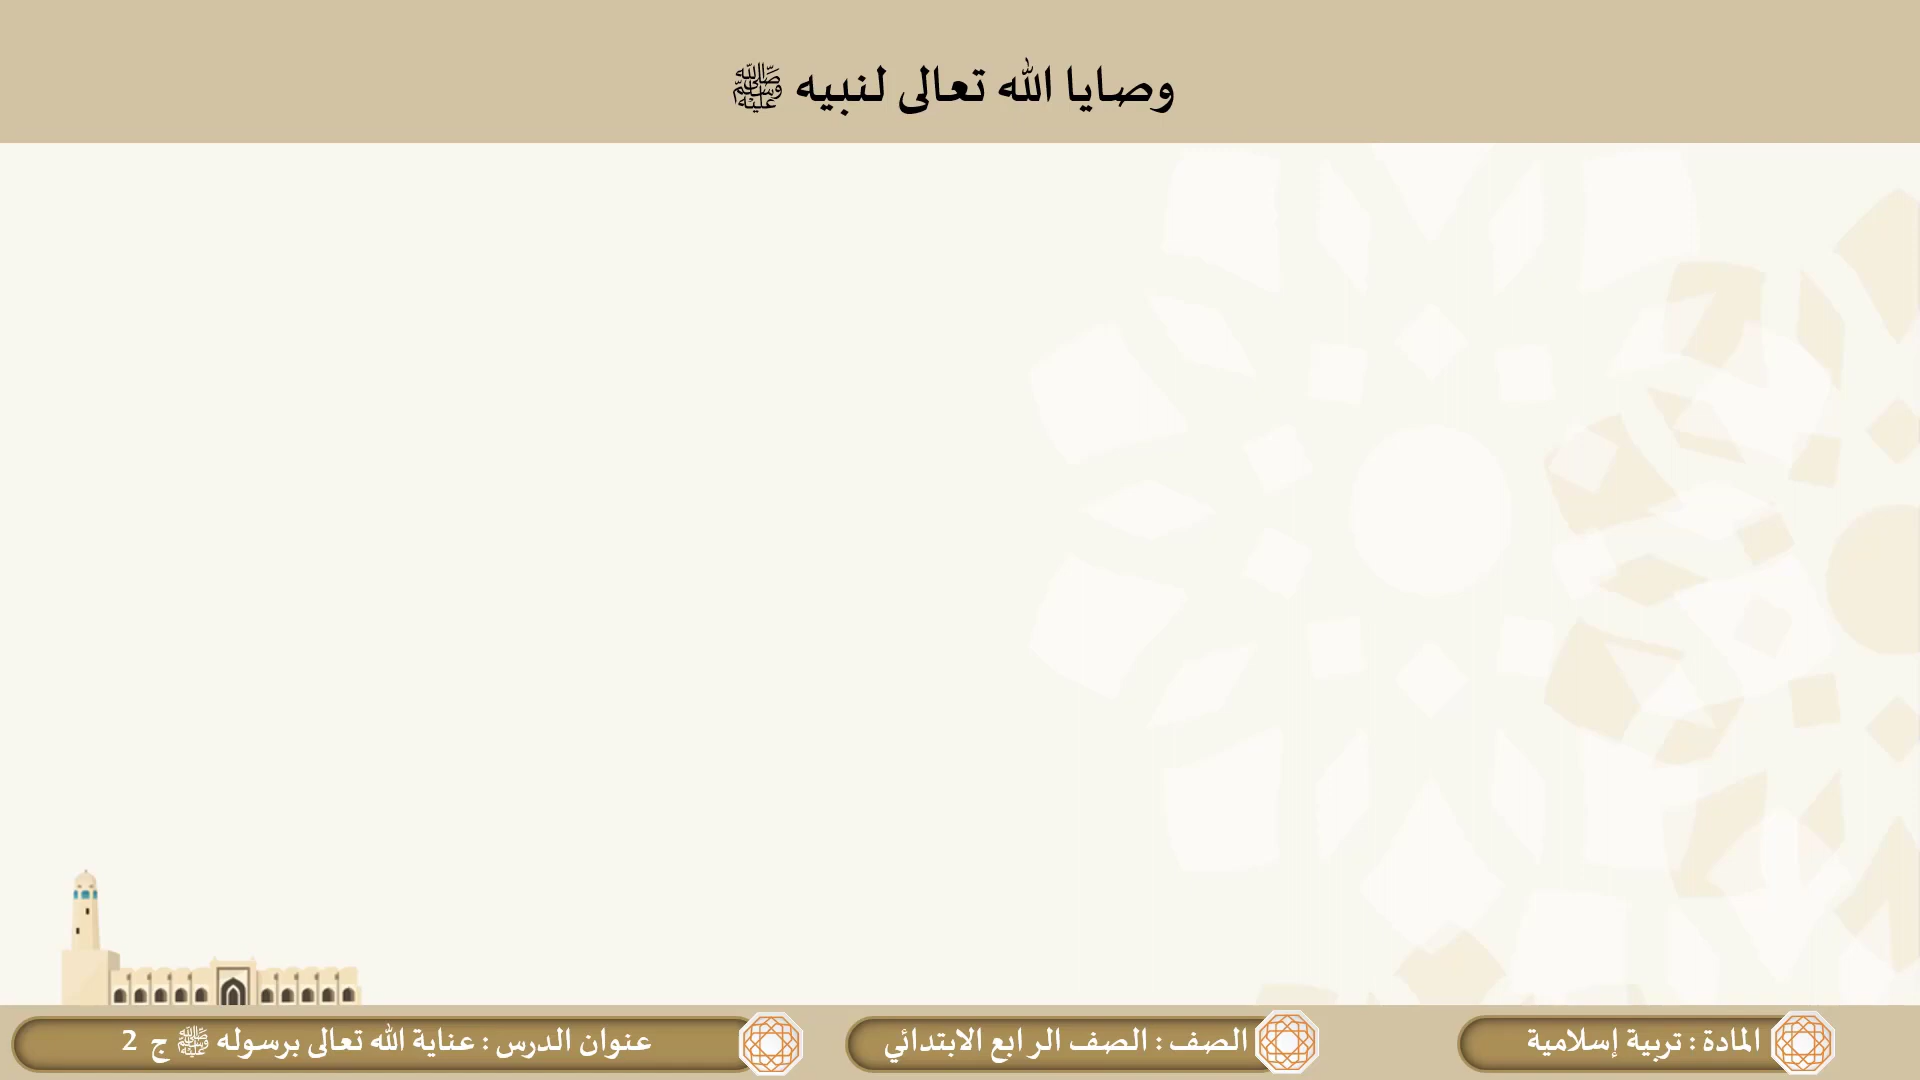 وصايا الله تعالى لنبيه ﷺ
المادة : تربية إسلامية
الصف : الصف الرابع الابتدائي
عنوان الدرس : عناية الله تعالى برسوله ﷺ ج 2